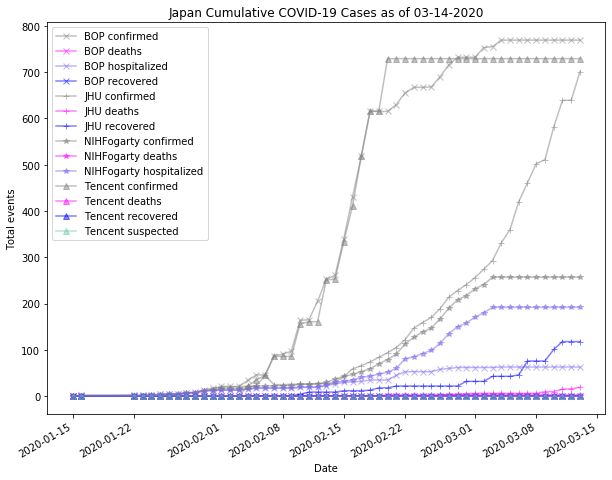 Japan Cumulative COVID-19 Cases as of 03-14-2020
BOP confirmed
BOP deaths
BOP hospitalized
BOP recovered
JHU confirmed
JHU deaths
JHU recovered
NIHFogarty confirmed
NIHFogarty deaths
NIHFogarty hospitalized
Tencent confirmed
Tencent deaths
Tencent recovered
Tencent suspected
Total events
800
700
600
500
400
300
200
100
0
2020-01-15
2020-01-22
2020-02-01
2020-02-08
2020-02-15
2020-02-22
2020-03-01
2020-03-08
2020-03-15
Date